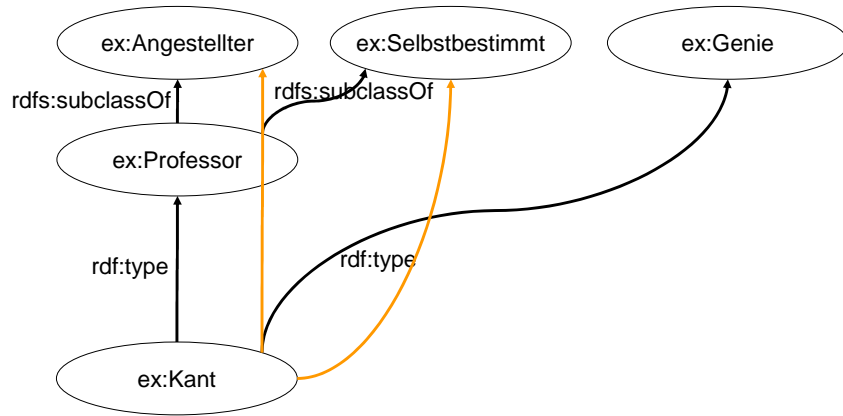 ex:Angestellter
ex:Selbstbestimmt
ex:Genie
rdfs:subclassOf
rdfs:subclassOf
ex:Professor
rdf:type
rdf:type
ex:Kant